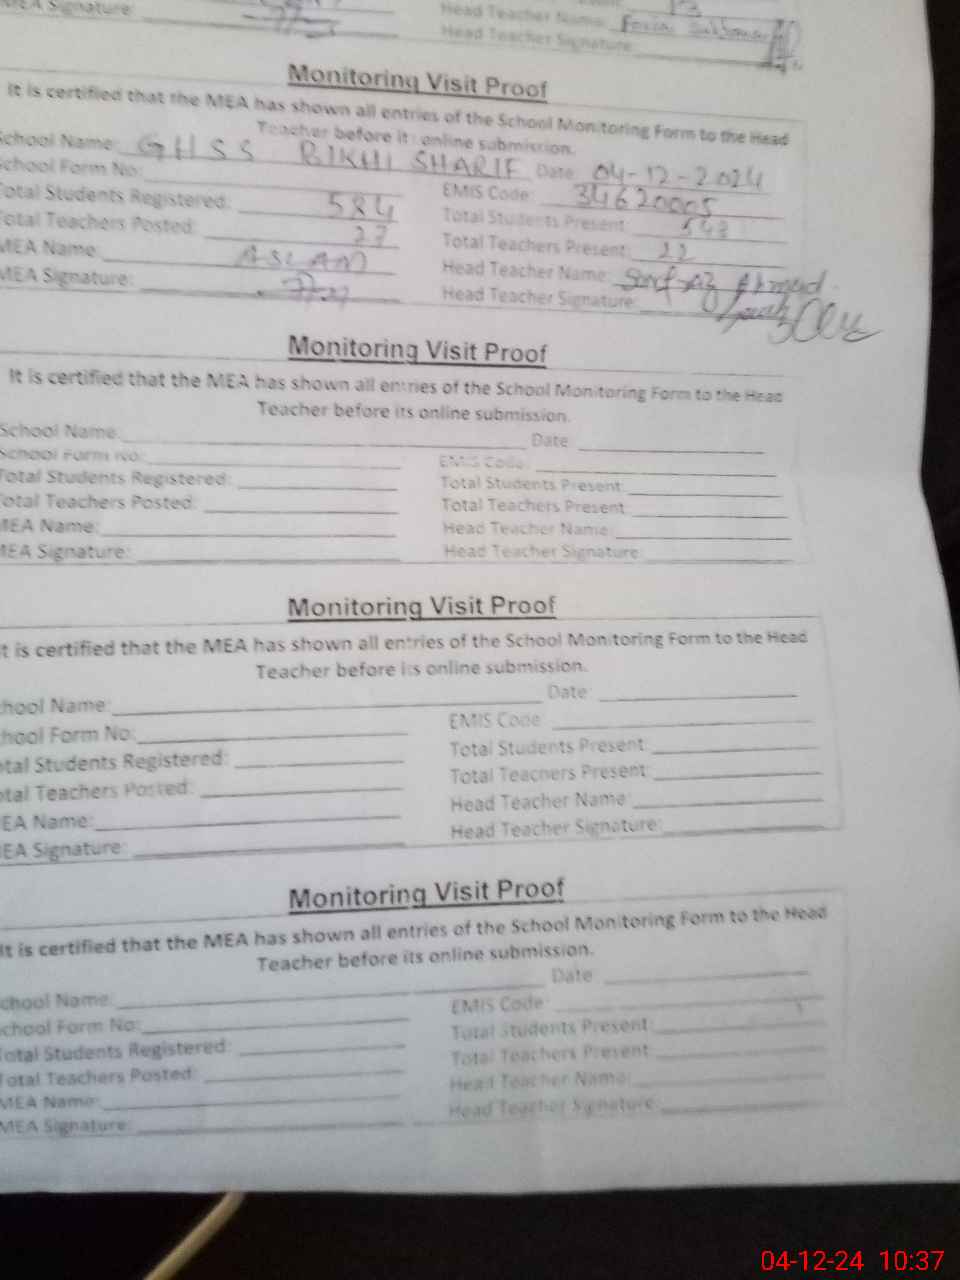 MEA Signature:
Head Teacher Name:
Head Teacher Signature:
Monitoring Visit Proof
It is certified that the MEA has shown all entries of the School Monitoring Form to the Head
Teacher before its online submission.
School Name: GHSS BIKHI SHARIF Date 04-12-2024
School Form No: EMIS Code: 34620005
Total Students Registered: 584 Total Students Present:
Total Teachers Posted: Total Teachers Present: 22
MEA Name: ASLAM Head Teacher Name: Ahmad
MEA Signature: Head Teacher Signature:
Monitoring Visit Proof
It is certified that the MEA has shown all entries of the School Monitoring Form to the Head
Teacher before its online submission.
School Name: Date
School Form No: EMIS Code:
Total Students Registered: Total Students Present:
Total Teachers Posted: Total Teachers Present
MEA Name: Head Teacher Name:
MEA Signature: Head Teacher Signature:
Monitoring Visit Proof
It is certified that the MEA has shown all entries of the School Monitoring Form to the Head
Teacher before its online submission.
chool Name: Date
chool Form No: EMIS Code:
otal Students Registered: Total Students Present:
otal Teachers Posted: Total Teachers Present:
EA Name: Head Teacher Name:
EA Signature: Head Teacher Signature:
Monitoring Visit Proof
It is certified that the MEA has shown all entries of the School Monitoring Form to the Head
Teacher before its online submission.
chool Name: Date
chool Form No: EMIS Code:
Total Students Registered: Total Students Present:
Total Teachers Posted: Total Teachers Present:
MEA Name: Head Teacher Name:
MEA Signature: Head Teacher Signature:
04-12-24 10:37